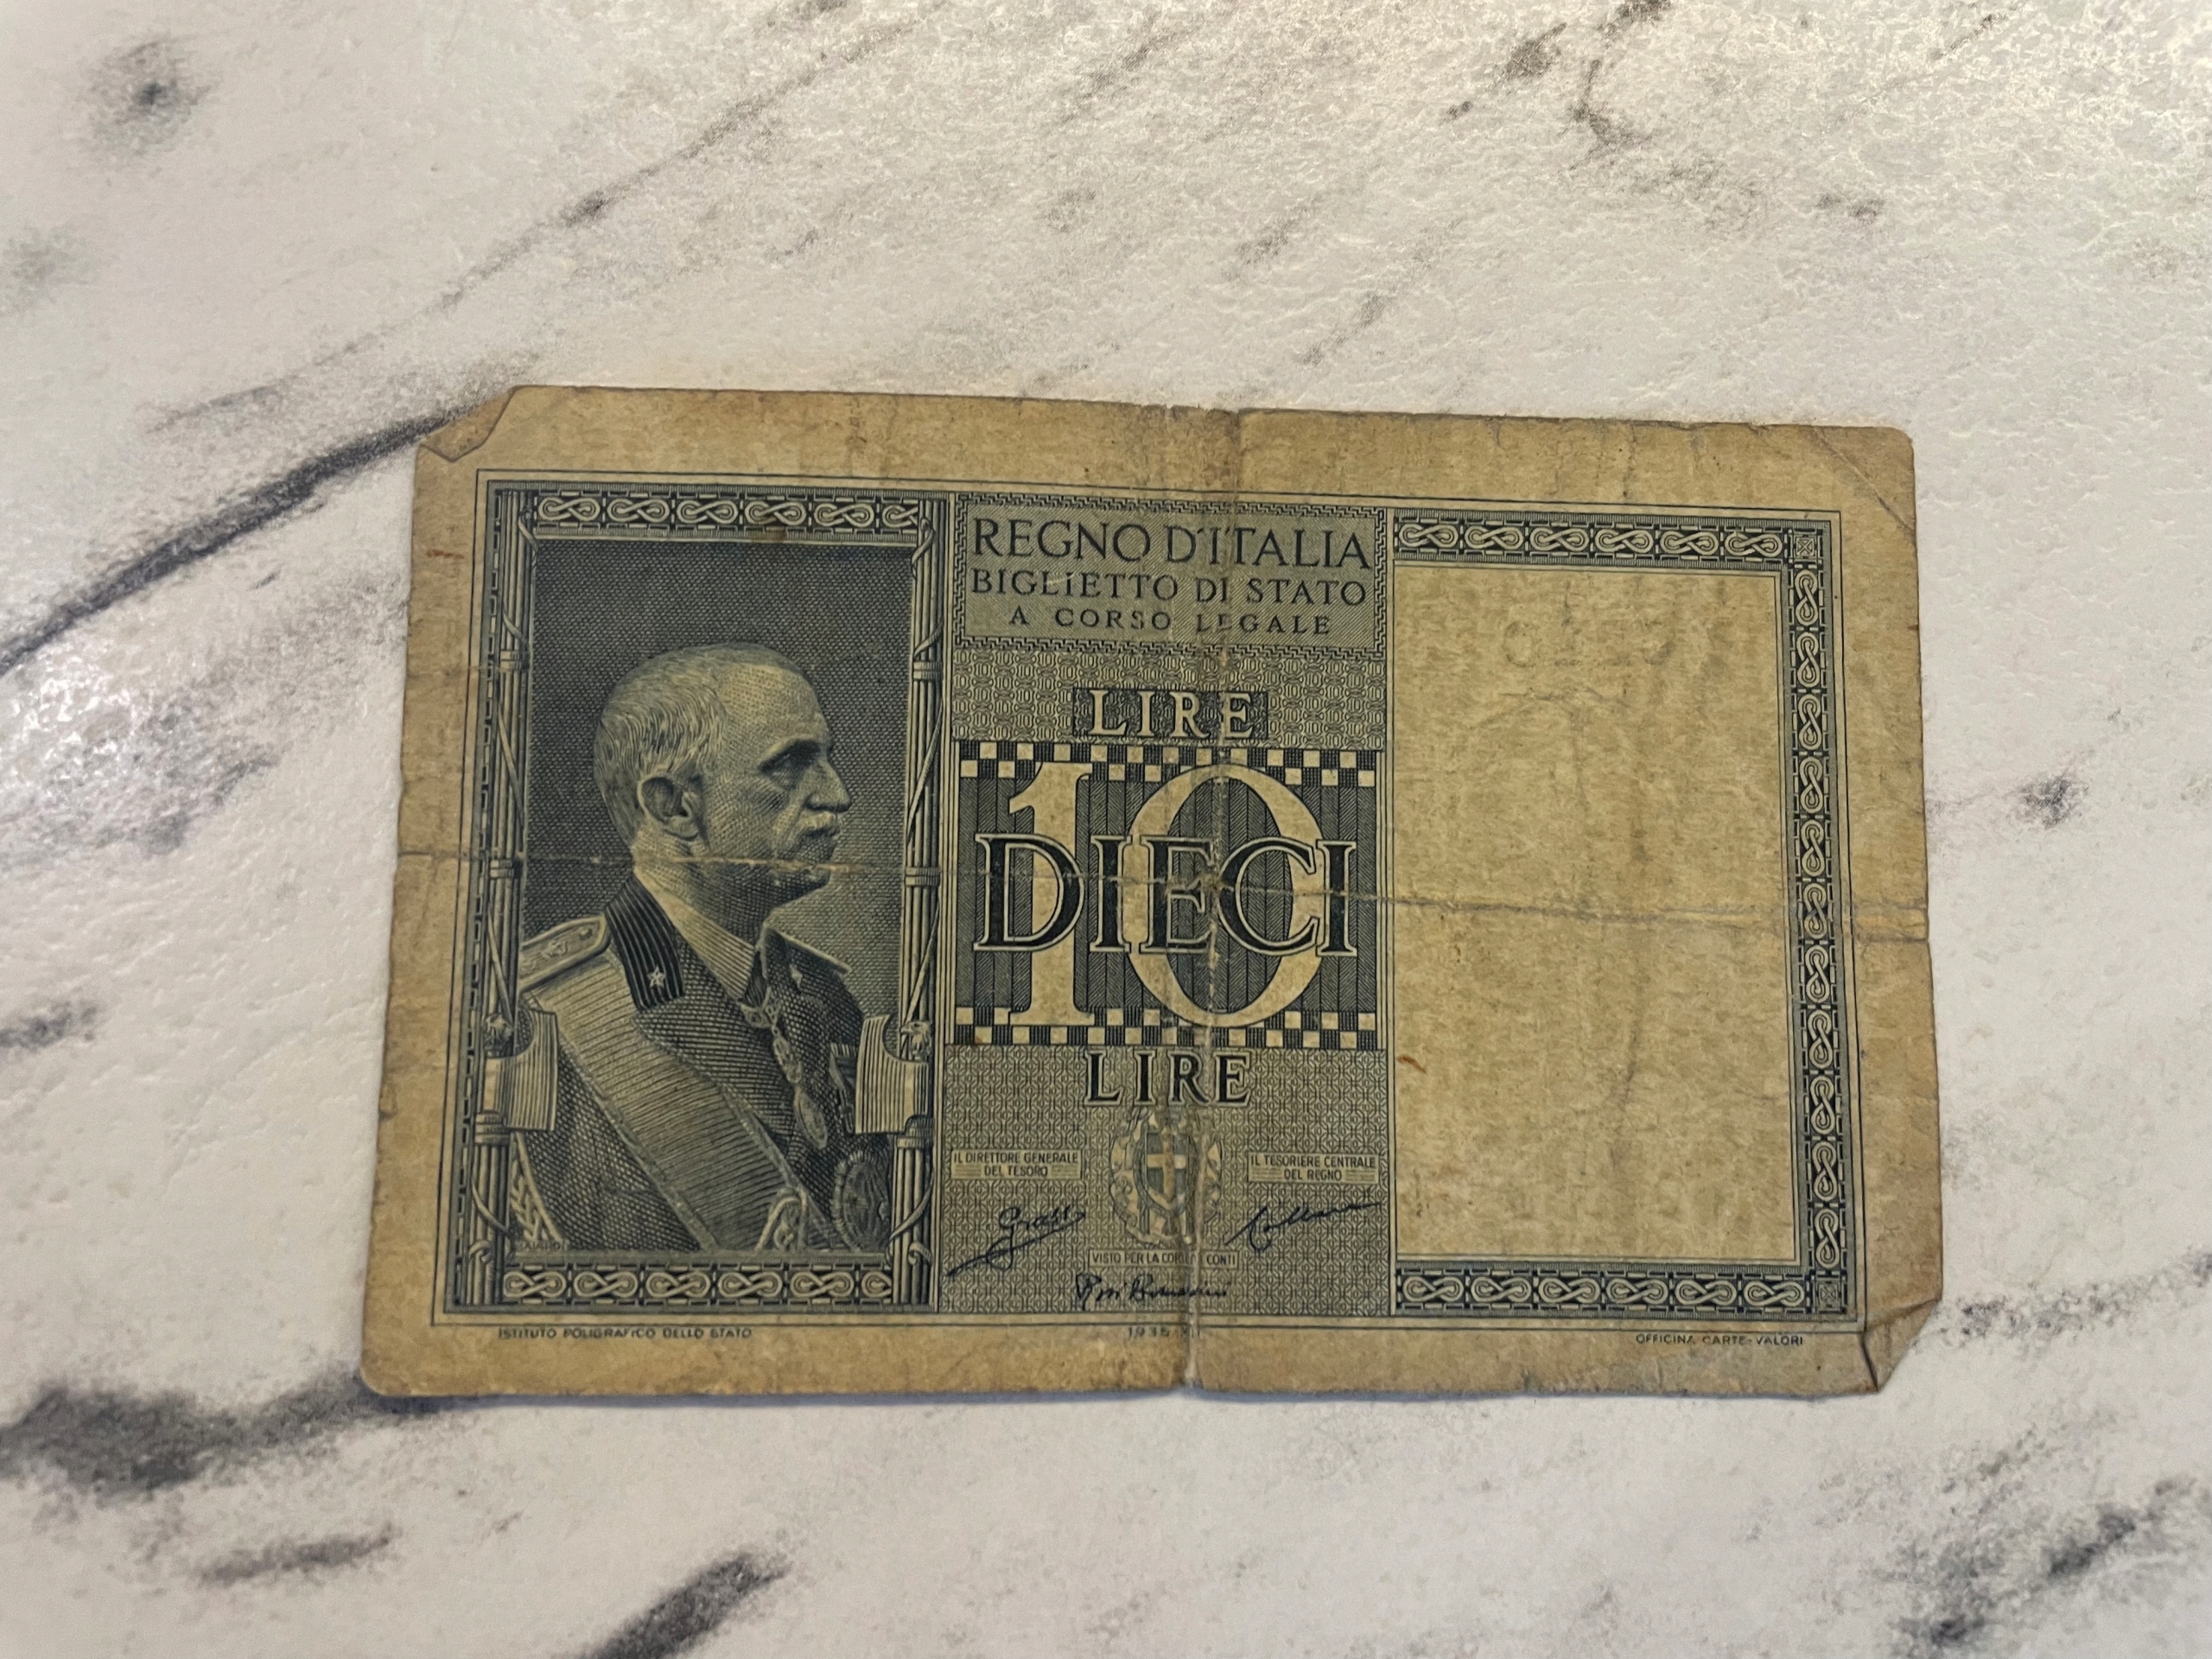 REGNO D'ITALIA
BIGLIETTO DI STATO
A CORSO LEGALE
LIRE
10
DIECI
LIRE
IL DIRETTORE GENERALE
DEL TESORO
IL TESORIERE CENTRALE
DEL REGNO
VISTO PER LA CORTE CONTI
ISTITUTO POLIGRAFICO DELLO STATO
OFFICINA CARTE-VALORI